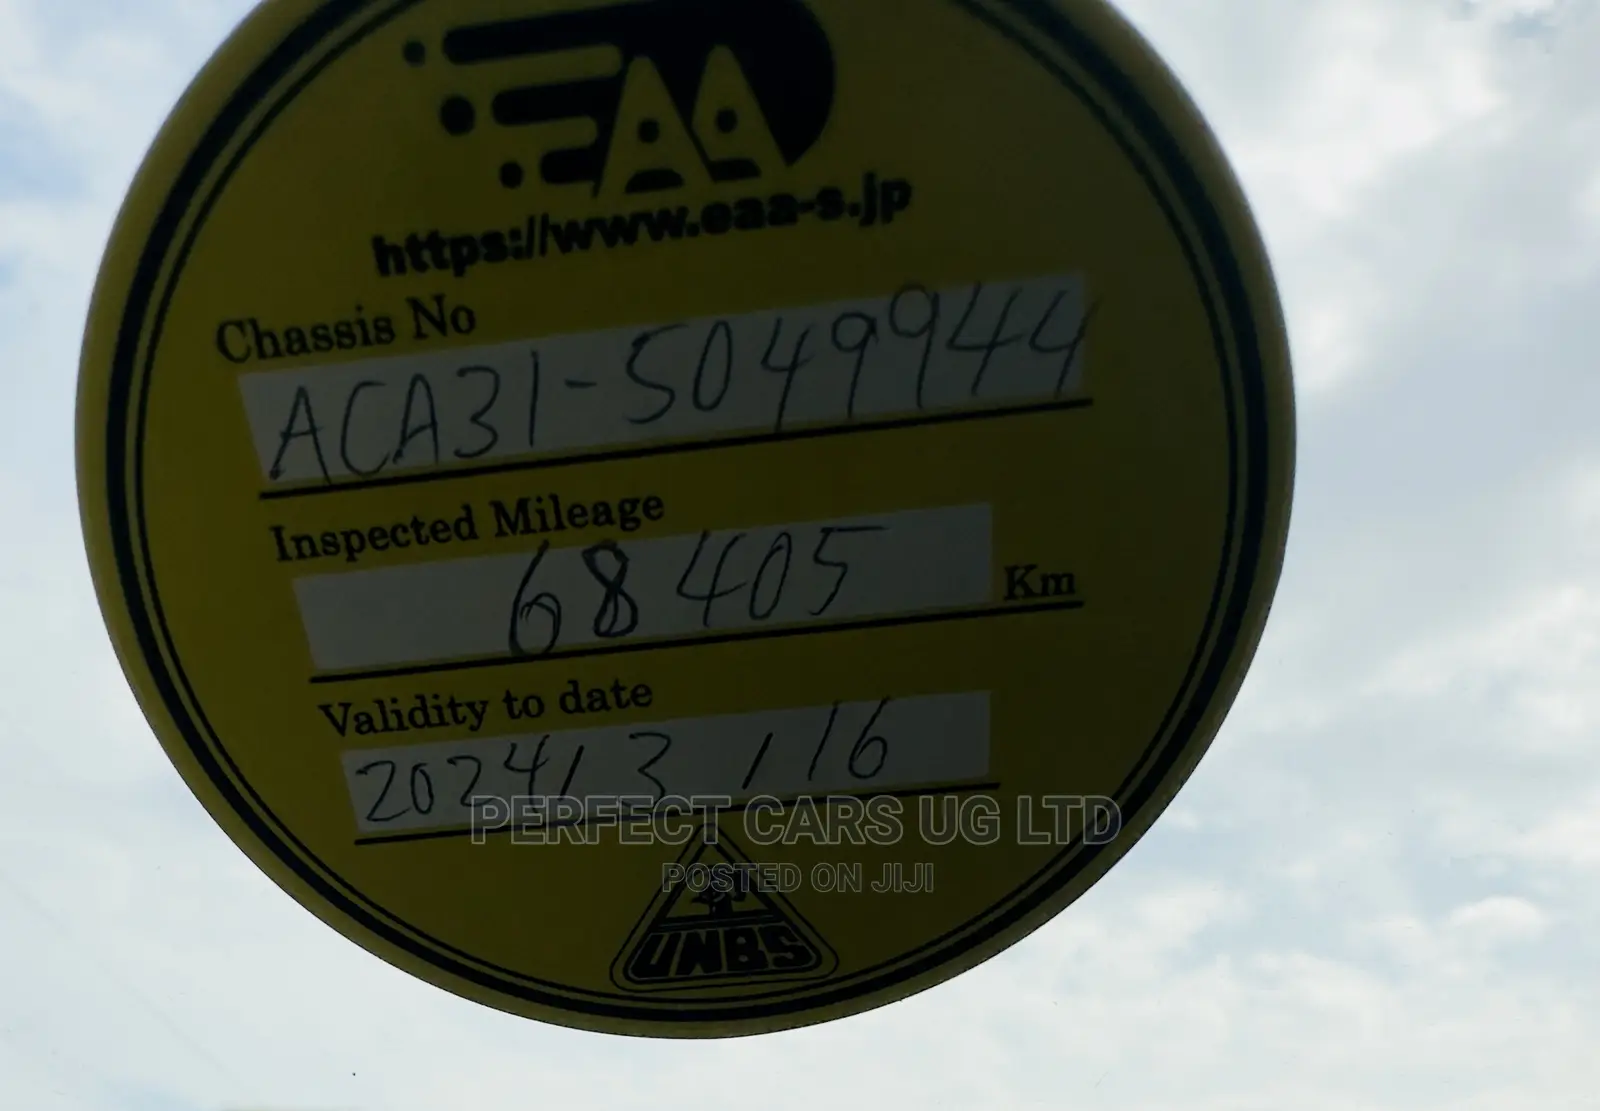 EAA
https://www.eaa-s.jp
Chassis No
ACA31-5049944
Inspected Mileage
68405 Km
Validity to date
2024/3/16
PERFECT CARS UG LTD
POSTED ON JIJI
UNBS